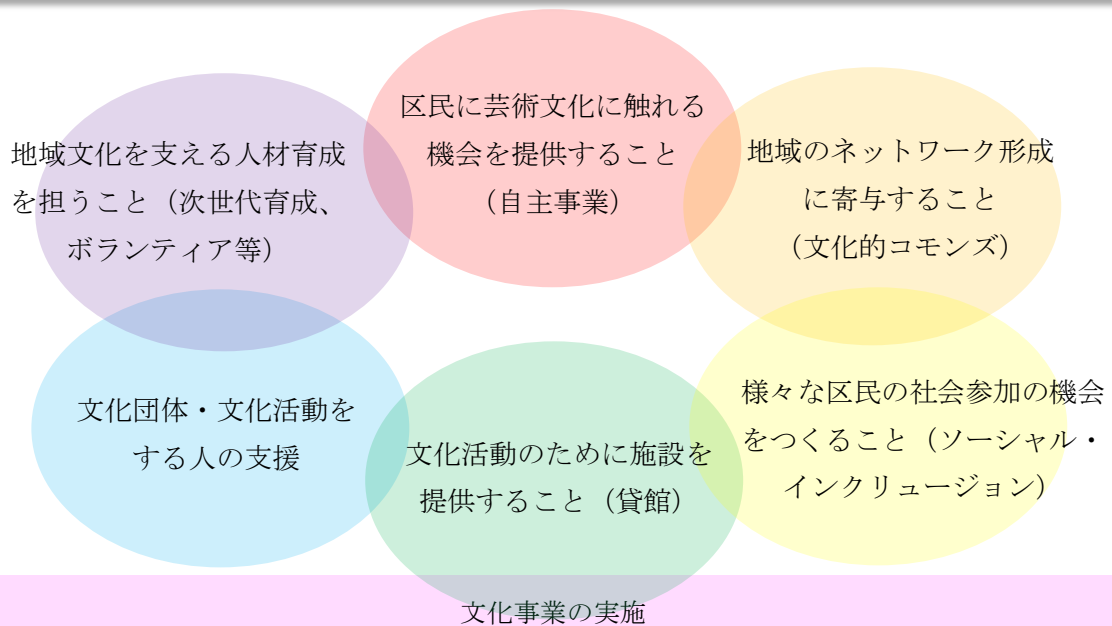 区民に芸術文化に触れる
機会を提供すること
（自主事業）
地域文化を支える人材育成
を担うこと（次世代育成、
ボランティア等）
地域のネットワーク形成
に寄与すること
（文化的コモンズ）
文化団体・文化活動を
する人の支援
文化活動のために施設を
提供すること（貸館）
様々な区民の社会参加の機会
をつくること（ソーシャル・
インクリュージョン）
文化事業の実施